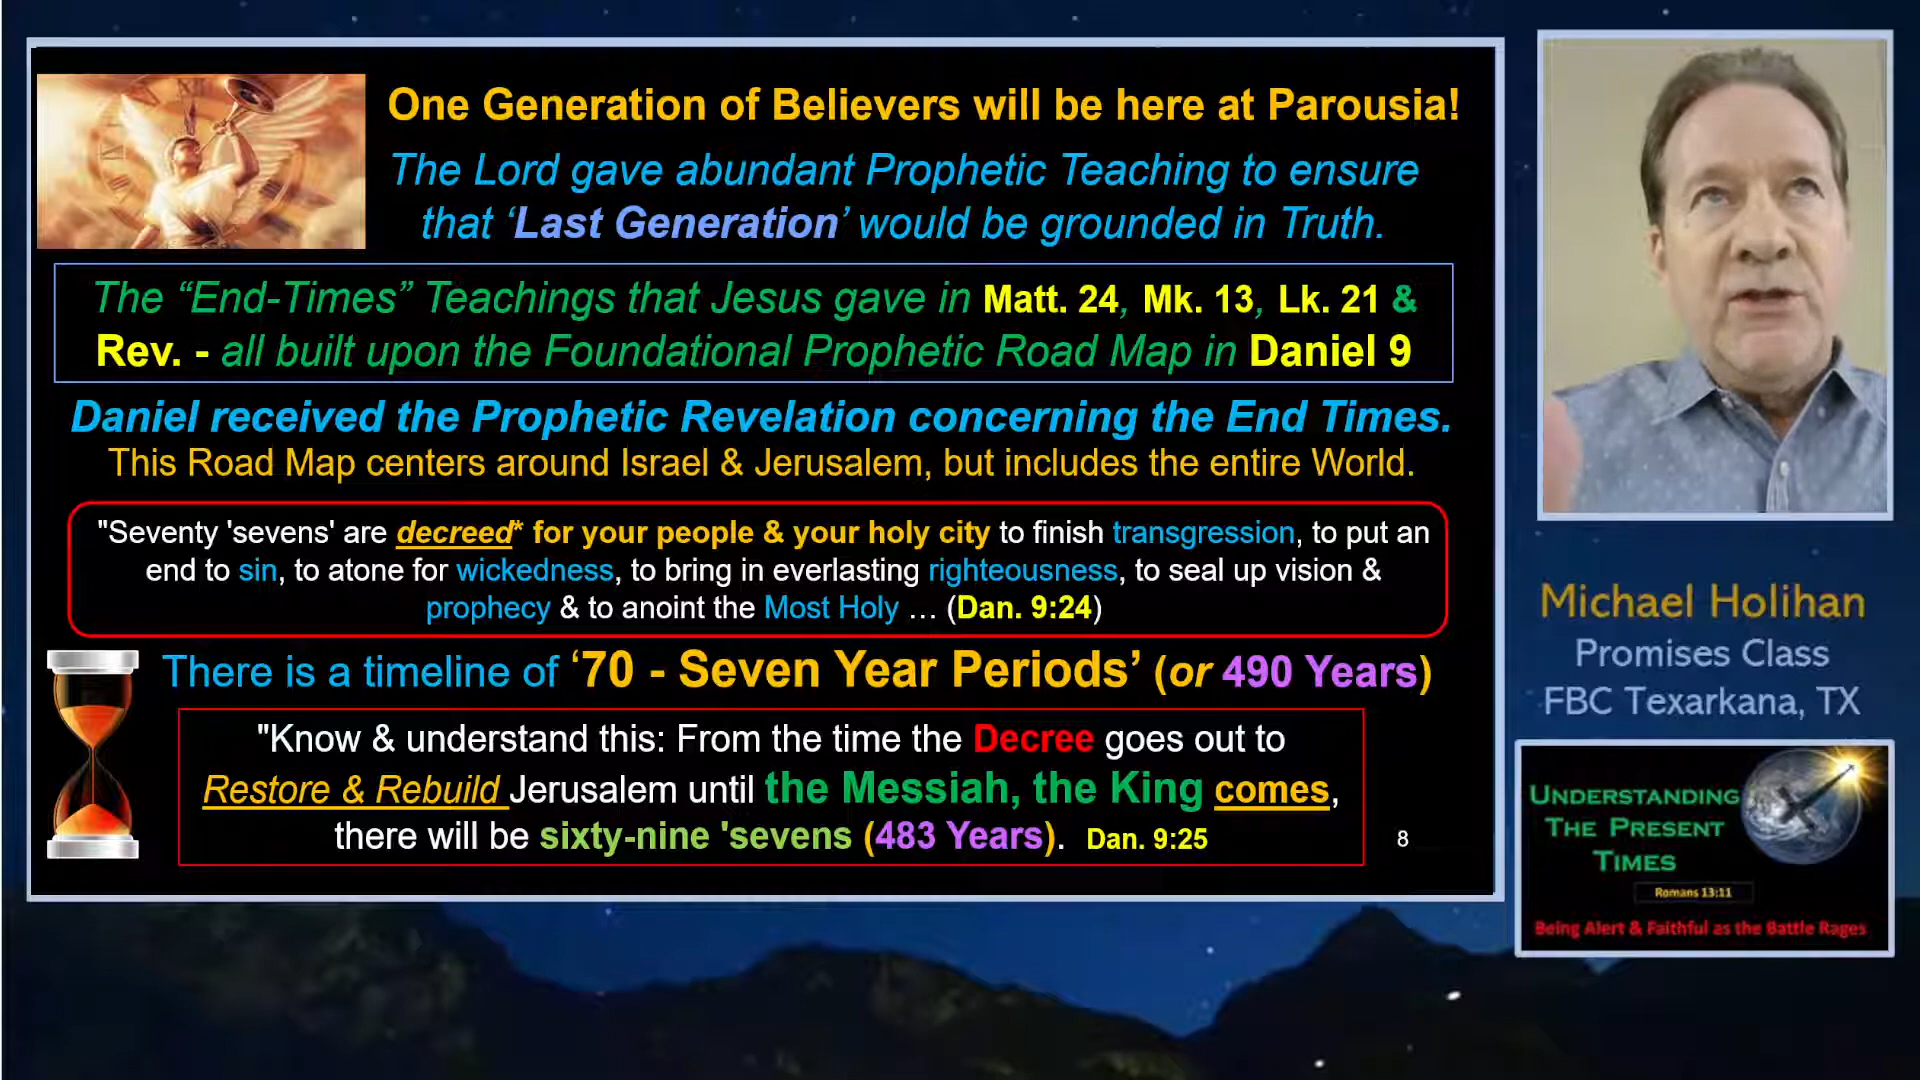 One Generation of Believers will be here at Parousia!
The Lord gave abundant Prophetic Teaching to ensure
that ‘Last Generation’ would be grounded in Truth.
The “End-Times” Teachings that Jesus gave in Matt. 24, Mk. 13, Lk. 21 &
Rev. - all built upon the Foundational Prophetic Road Map in Daniel 9
Daniel received the Prophetic Revelation concerning the End Times.
This Road Map centers around Israel & Jerusalem, but includes the entire World.
"Seventy 'sevens' are decreed* for your people & your holy city to finish transgression, to put an
end to sin, to atone for wickedness, to bring in everlasting righteousness, to seal up vision &
prophecy & to anoint the Most Holy … (Dan. 9:24)
There is a timeline of ‘70 - Seven Year Periods’ (or 490 Years)
"Know & understand this: From the time the Decree goes out to
Restore & Rebuild Jerusalem until the Messiah, the King comes,
there will be sixty-nine 'sevens (483 Years). Dan. 9:25
8
Michael Holihan
Promises Class
FBC Texarkana, TX
UNDERSTANDING
THE PRESENT
TIMES
Romans 13:11
Being Alert & Faithful as the Battle Rages